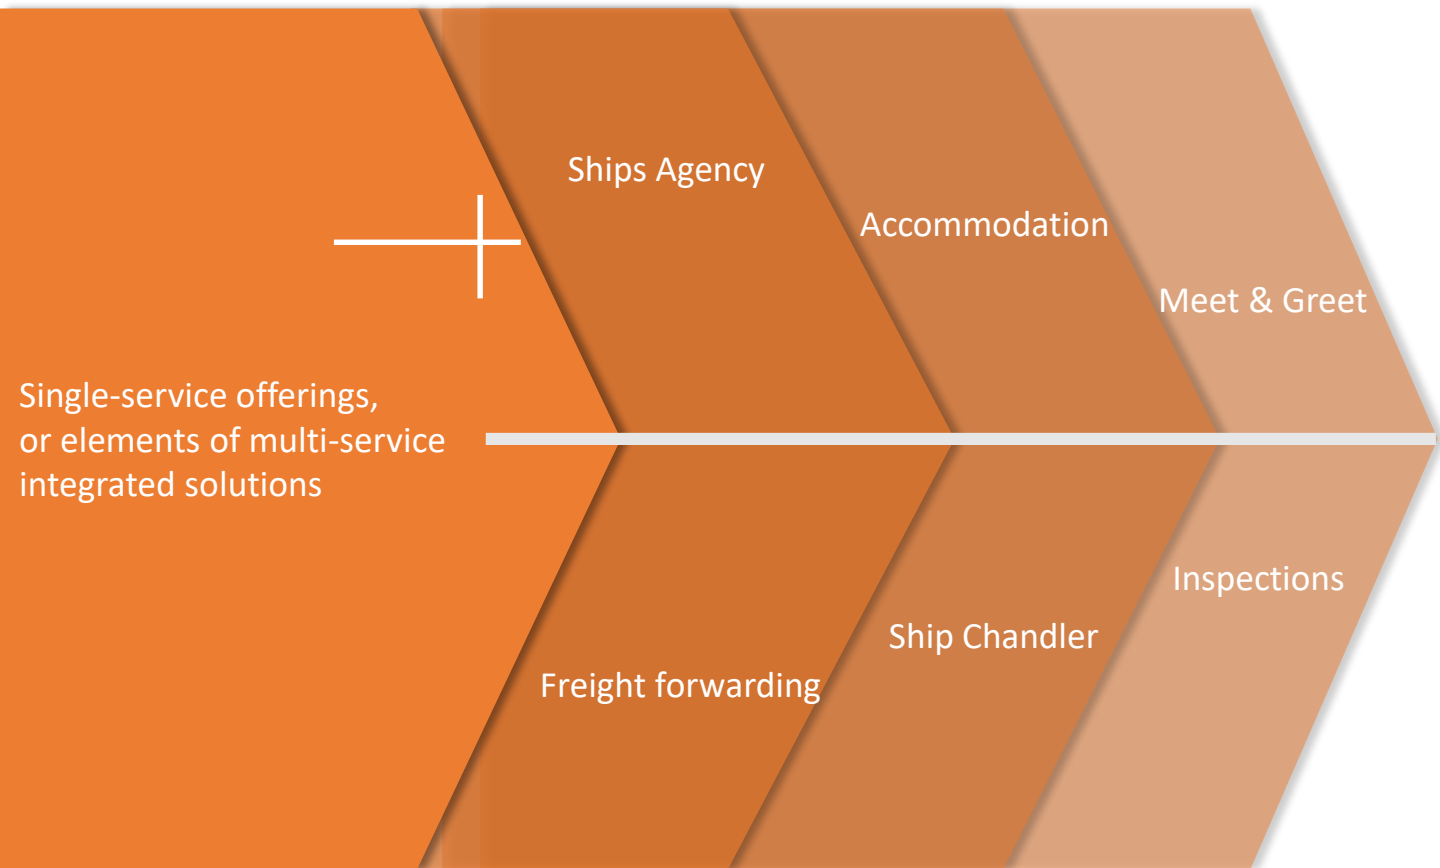 Single-service offerings,
or elements of multi-service
integrated solutions
Ships Agency
Accommodation
Meet & Greet
Freight forwarding
Ship Chandler
Inspections